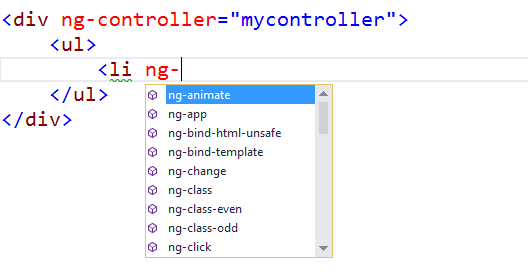 <div ng-controller="mycontroller">
<ul>
<li ng-
ng-animate
ng-app
ng-bind-html-unsafe
ng-bind-template
ng-change
ng-class
ng-class-even
ng-class-odd
ng-click
</ul>
</div>